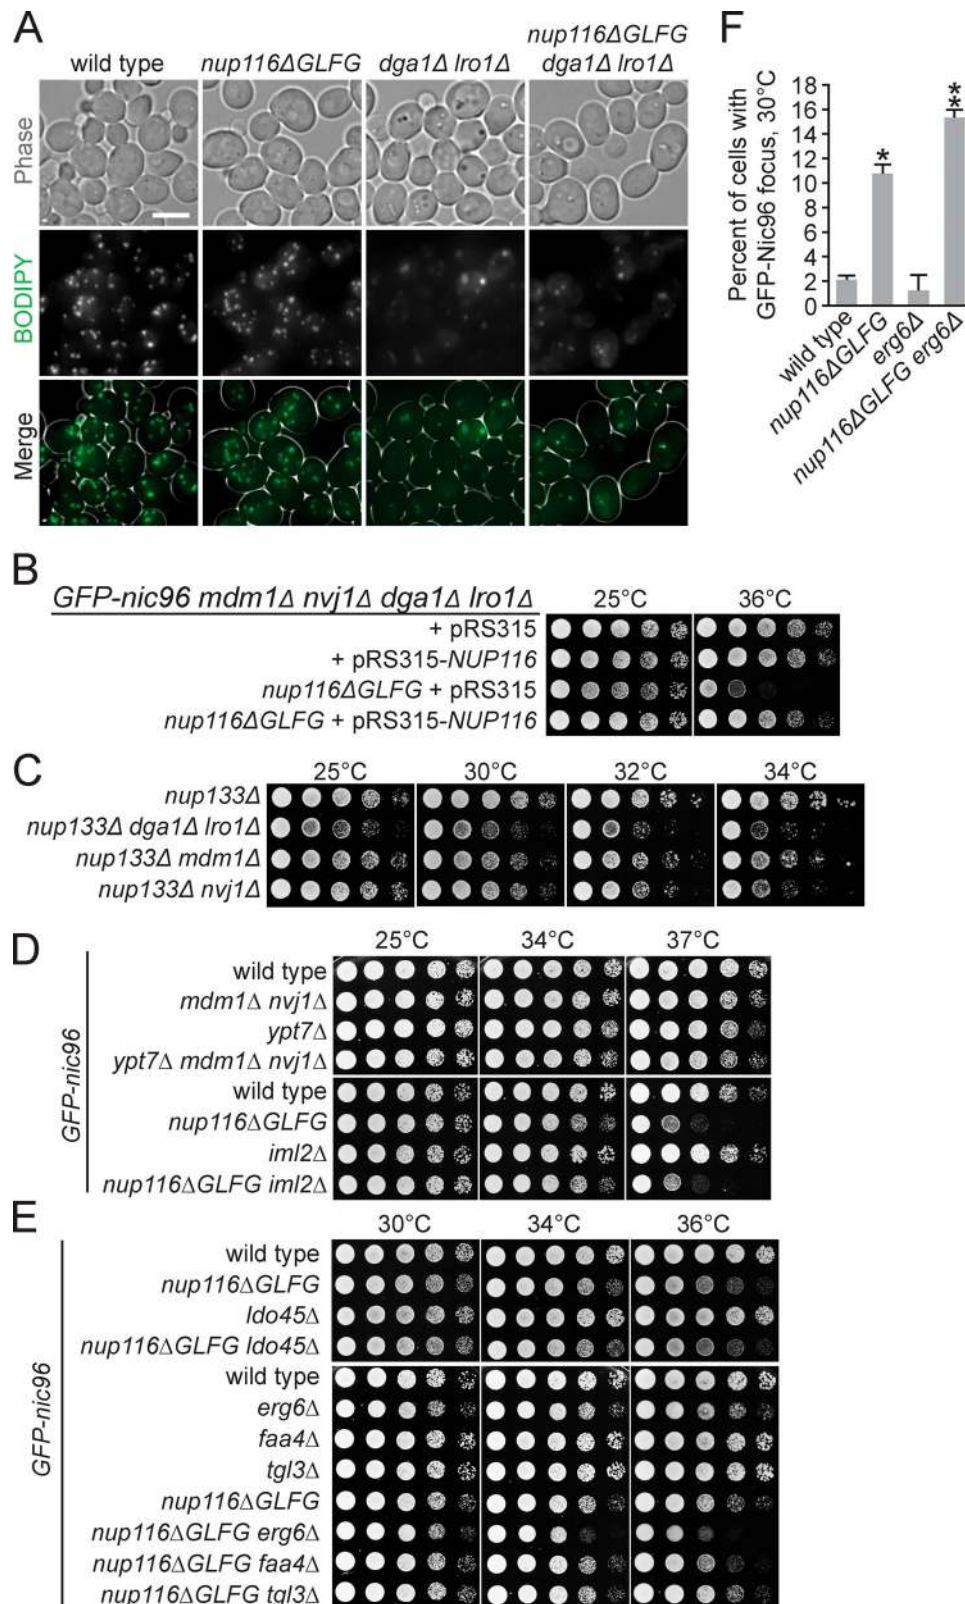 A
wild type
nup116ΔGLFG
dga1Δ lro1Δ
nup116ΔGLFG
dga1Δ lro1Δ
Phase
BODIPY
Merge
F
Percent of cells with
GFP-Nic96 focus, 30°C
18
16
14
12
10
8
6
4
2
0
*
**
wild type
nup116ΔGLFG
erg6Δ
nup116ΔGLFG erg6Δ
B
GFP-nic96 mdm1Δ nvj1Δ dga1Δ lro1Δ
25°C
36°C
+ pRS315
+ pRS315-NUP116
nup116ΔGLFG + pRS315
nup116ΔGLFG + pRS315-NUP116
C
25°C
30°C
32°C
34°C
nup133Δ
nup133Δ dga1Δ lro1Δ
nup133Δ mdm1Δ
nup133Δ nvj1Δ
D
25°C
34°C
37°C
GFP-nic96
wild type
mdm1Δ nvj1Δ
ypt7Δ
ypt7Δ mdm1Δ nvj1Δ
wild type
nup116ΔGLFG
iml2Δ
nup116ΔGLFG iml2Δ
E
30°C
34°C
36°C
GFP-nic96
wild type
nup116ΔGLFG
ldo45Δ
nup116ΔGLFG ldo45Δ
wild type
erg6Δ
faa4Δ
tgl3Δ
nup116ΔGLFG
nup116ΔGLFG erg6Δ
nup116ΔGLFG faa4Δ
nup116ΔGLFG tgl3Δ